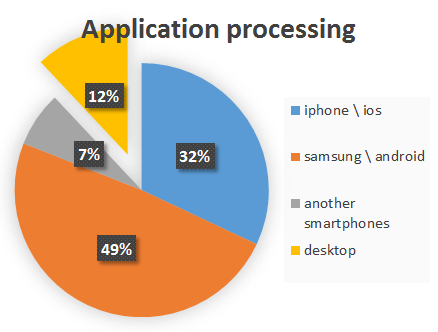 Application processing
12%
7%
32%
49%
iphone \ ios
samsung \ android
another
smartphones
desktop